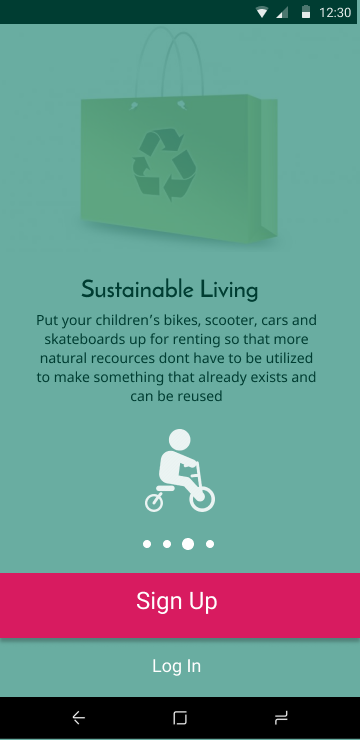 12:30
Sustainable Living
Put your children’s bikes, scooter, cars and
skateboards up for renting so that more
natural recources dont have to be utilized
to make something that already exists and
can be reused
Sign Up
Log In